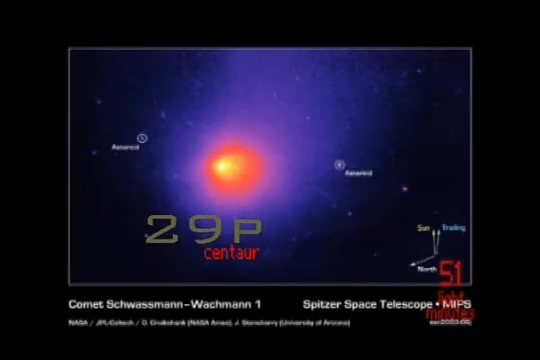 Asteroid
Asteroid
29P
centaur
Sun
Trailing
North
51
light
minutes
Comet Schwassmann–Wachmann 1
Spitzer Space Telescope • MIPS
NASA / JPL-Caltech / D. Cruikshank (NASA Ames), J. Stansberry (University of Arizona)